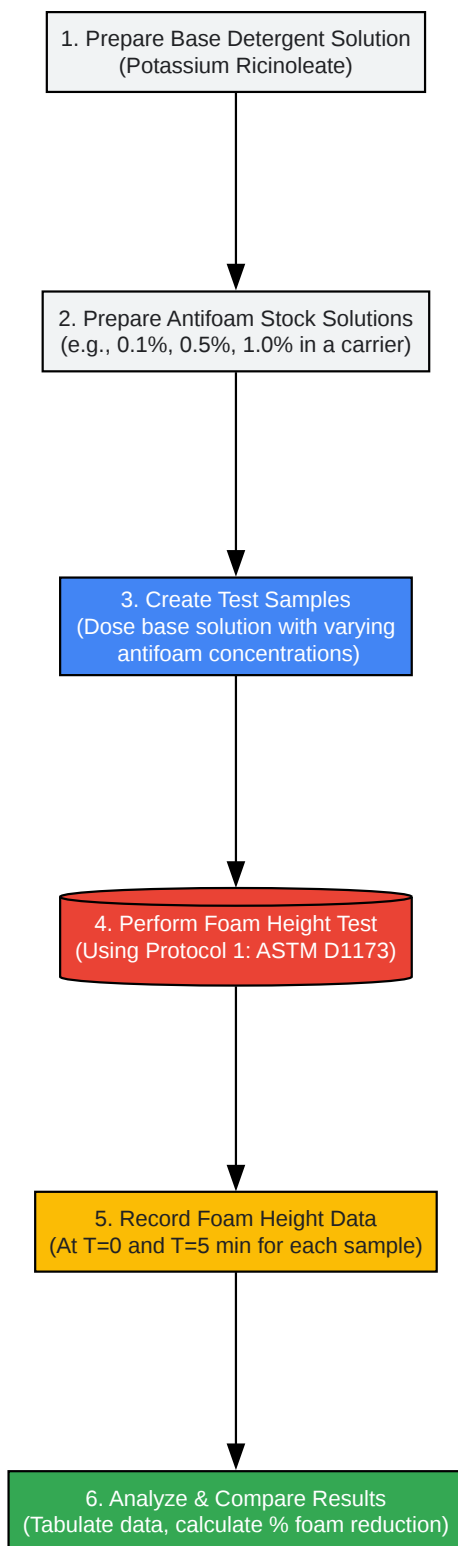 1. Prepare Base Detergent Solution
(Potassium Ricinoleate)
2. Prepare Antifoam Stock Solutions
(e.g., 0.1%, 0.5%, 1.0% in a carrier)
3. Create Test Samples
(Dose base solution with varying
antifoam concentrations)
4. Perform Foam Height Test
(Using Protocol 1: ASTM D1173)
5. Record Foam Height Data
(At T=0 and T=5 min for each sample)
6. Analyze & Compare Results
(Tabulate data, calculate % foam reduction)